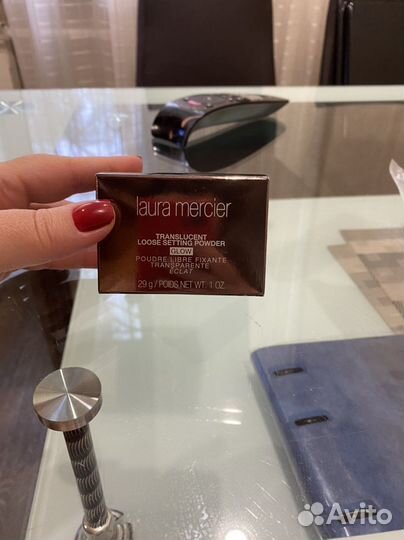 laura mercier
TRANSLUCENT
LOOSE SETTING POWDER
GLOW
POUDRE LIBRE FIXANTE
TRANSPARENTE
ÉCLAT
29 g / POIDS NET WT. 1 OZ.
Avito